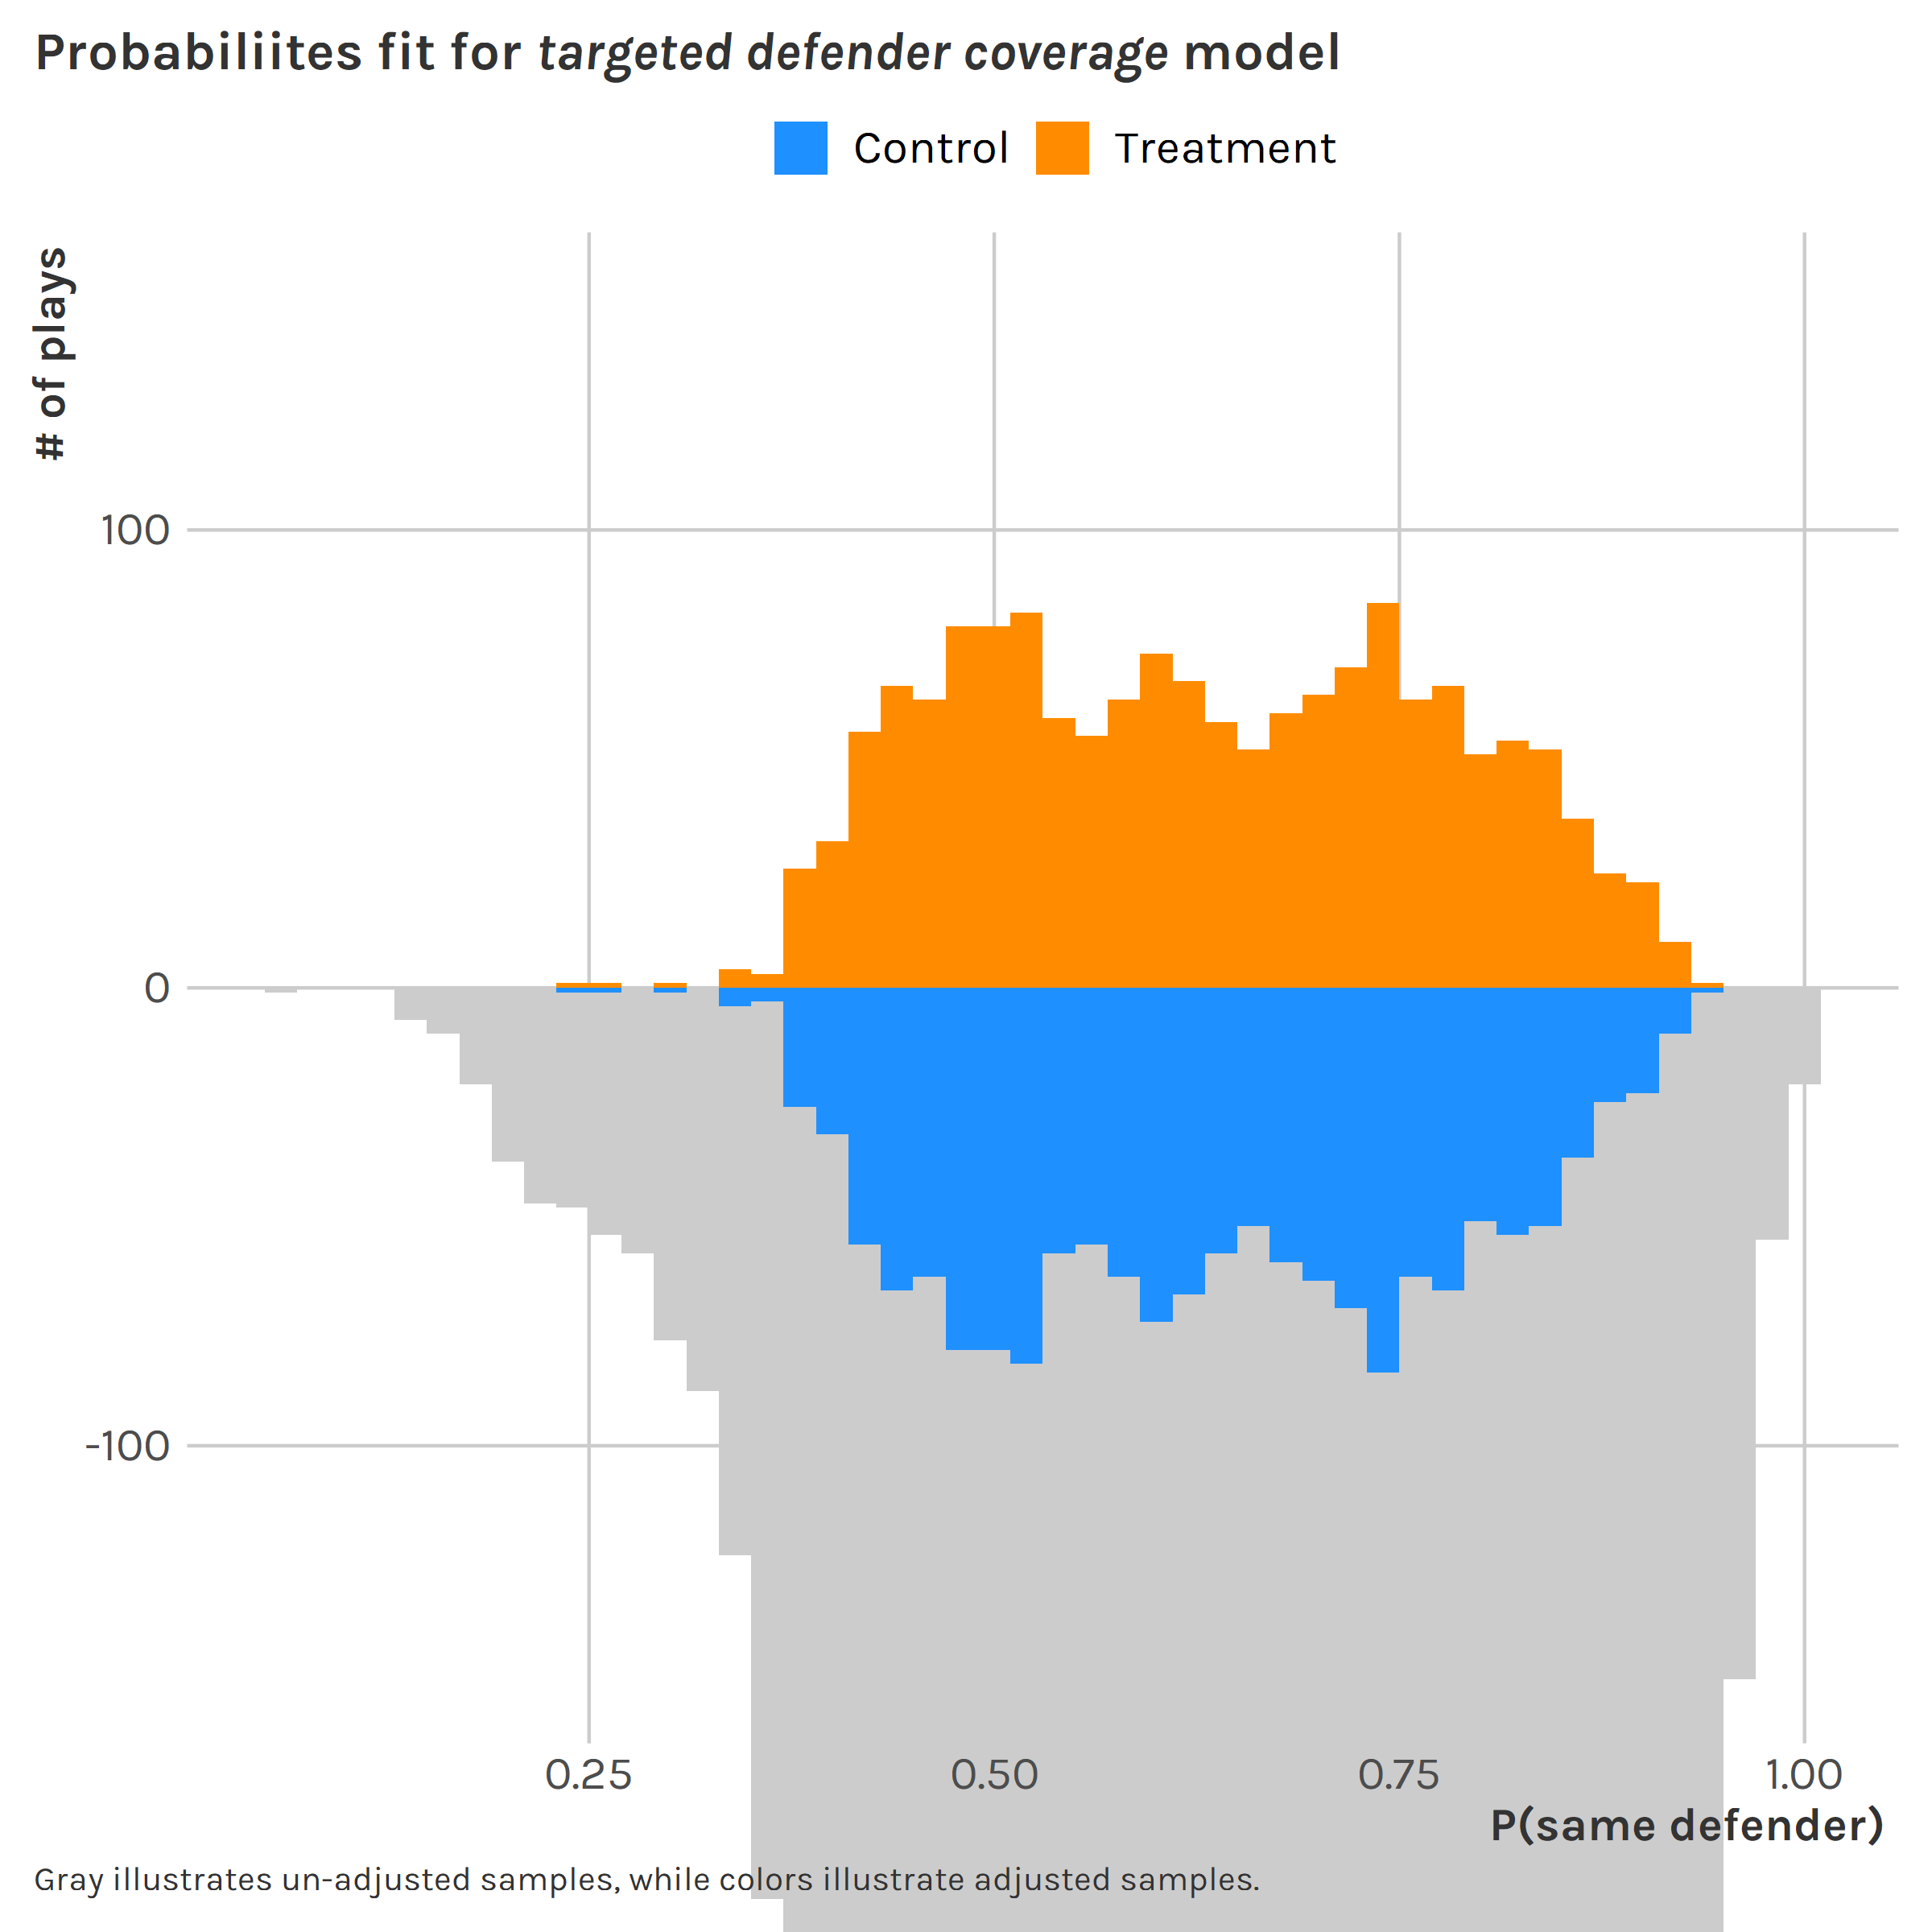 Probabiliites fit for targeted defender coverage model
Control
Treatment
# of plays
100
0
-100
0.25
0.50
0.75
1.00
P(same defender)
Gray illustrates un-adjusted samples, while colors illustrate adjusted samples.